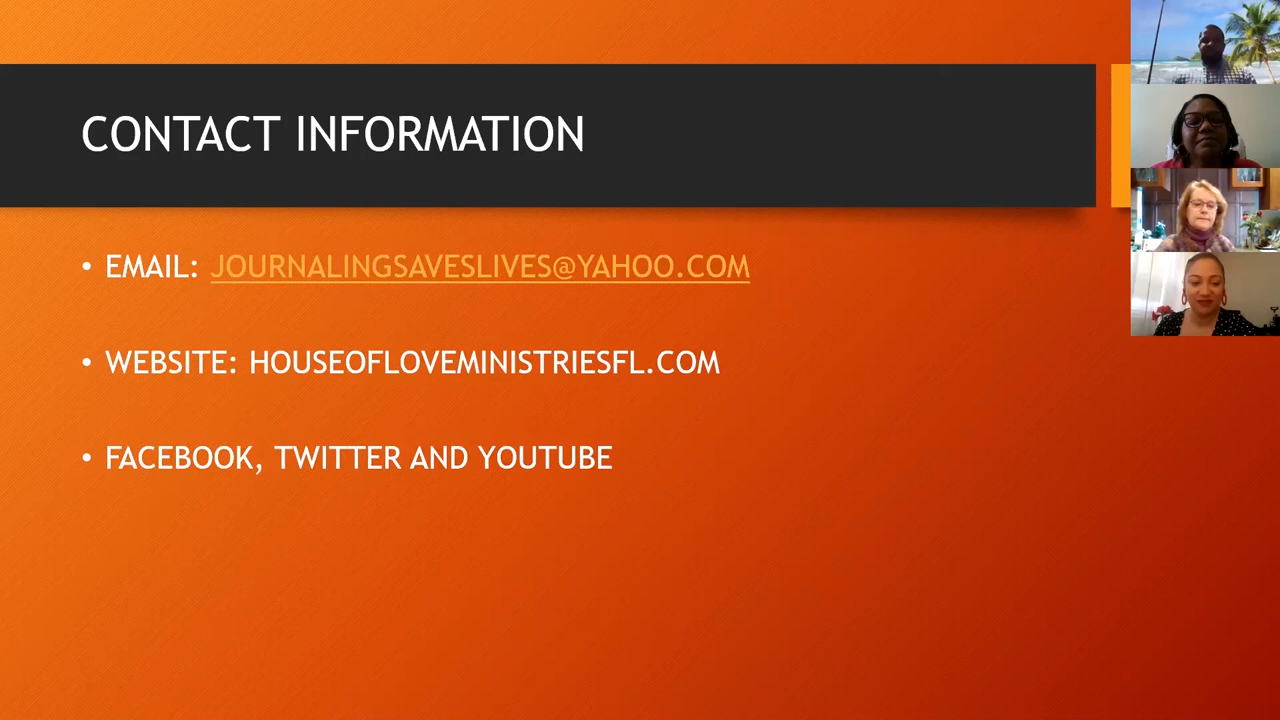 CONTACT INFORMATION
• EMAIL: JOURNALINGSAVESLIVES@YAHOO.COM
• WEBSITE: HOUSEOFLOVEMINISTRIESFL.COM
• FACEBOOK, TWITTER AND YOUTUBE